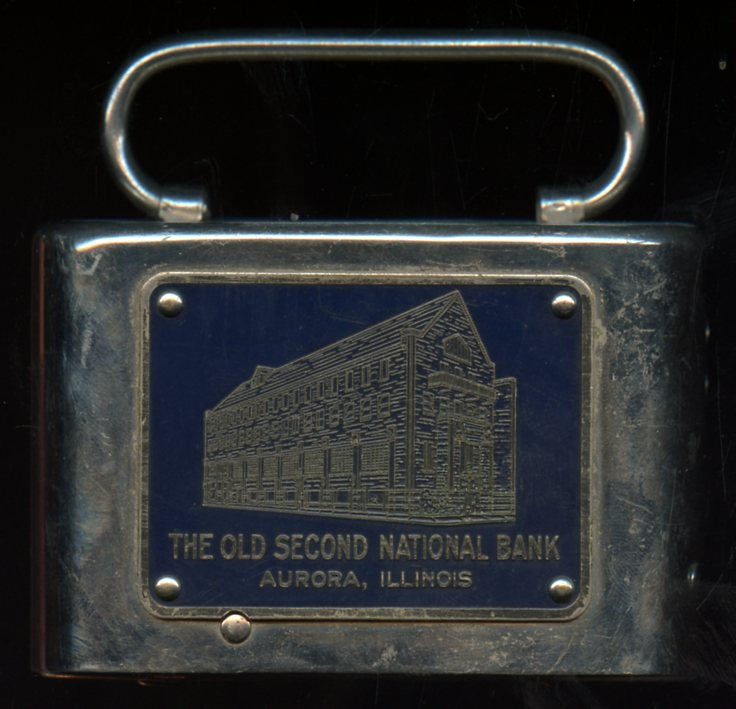 THE OLD SECOND NATIONAL BANK
AURORA, ILLINOIS